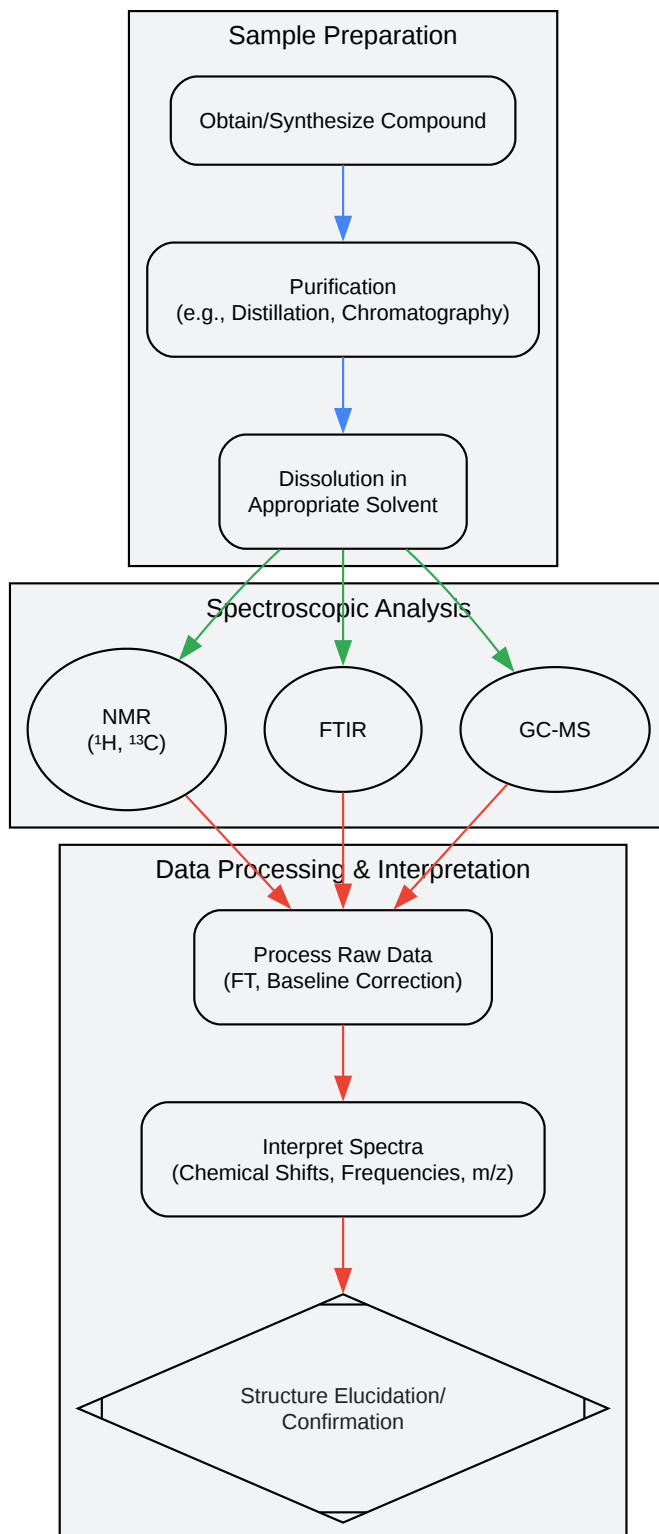 Sample Preparation
Obtain/Synthesize Compound
Purification
(e.g., Distillation, Chromatography)
Dissolution in
Appropriate Solvent
Spectroscopic Analysis
NMR
(¹H, ¹³C)
FTIR
GC-MS
Data Processing & Interpretation
Process Raw Data
(FT, Baseline Correction)
Interpret Spectra
(Chemical Shifts, Frequencies, m/z)
Structure Elucidation/
Confirmation